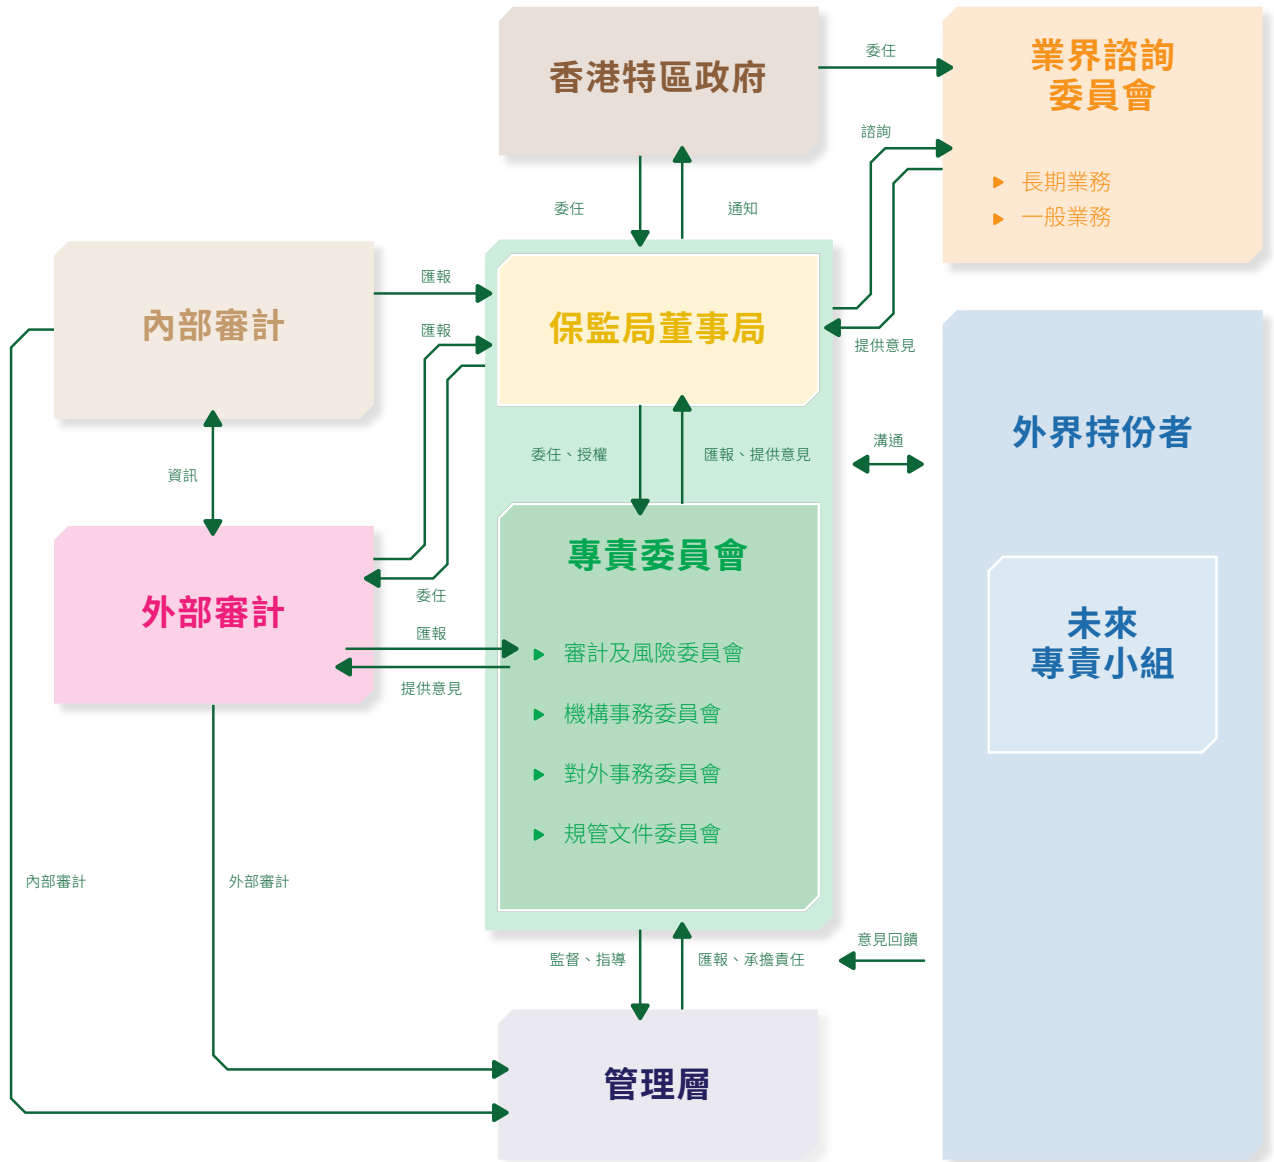 香港特區政府
委任
業界諮詢
委員會
諮詢
長期業務
一般業務
委任
通知
內部審計
匯報
匯報
保監局董事局
提供意見
外界持份者
溝通
委任、授權
匯報、提供意見
資訊
外部審計
委任
匯報
提供意見
專責委員會
審計及風險委員會
機構事務委員會
對外事務委員會
規管文件委員會
未來
專責小組
內部審計
外部審計
意見回饋
監督、指導
匯報、承擔責任
管理層